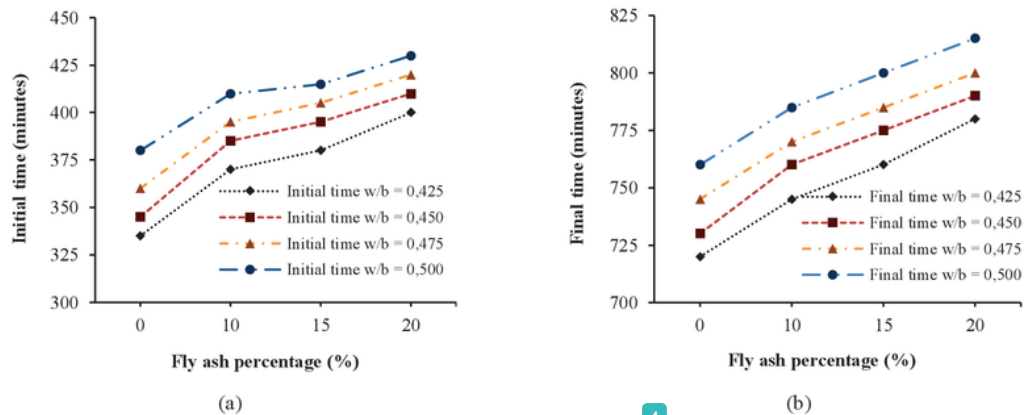 450
425
400
375
350
325
300
Initial time (minutes)
Initial time w/b = 0,425
Initial time w/b = 0,450
Initial time w/b = 0,475
Initial time w/b = 0,500
0 10 15 20
Fly ash percentage (%)
(a)
825
800
775
750
725
700
Final time (minutes)
Final time w/b = 0,425
Final time w/b = 0,450
Final time w/b = 0,475
Final time w/b = 0,500
0 10 15 20
Fly ash percentage (%)
(b)